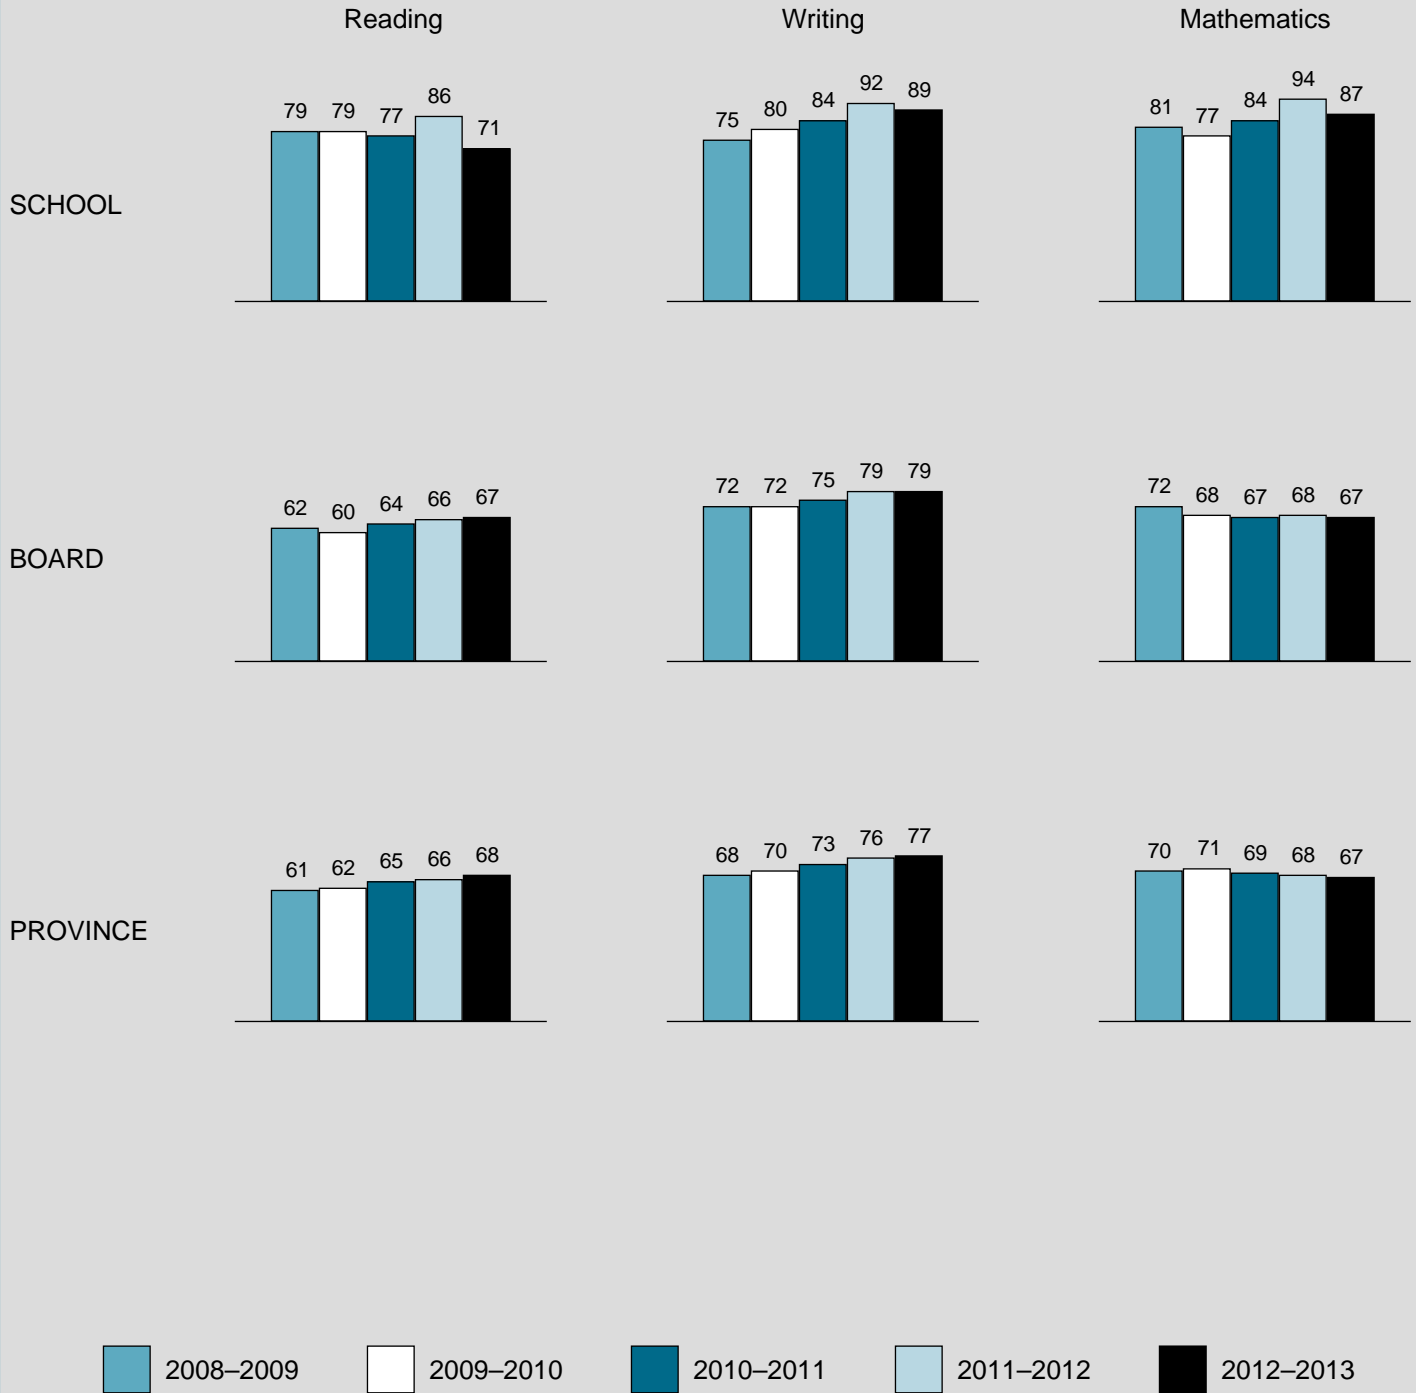 Reading Writing Mathematics
SCHOOL
79 79 77 86 71
75 80 84 92 89
81 77 84 94 87
BOARD
62 60 64 66 67
72 72 75 79 79
72 68 67 68 67
PROVINCE
61 62 65 66 68
68 70 73 76 77
70 71 69 68 67
2008–2009 2009–2010 2010–2011 2011–2012 2012–2013